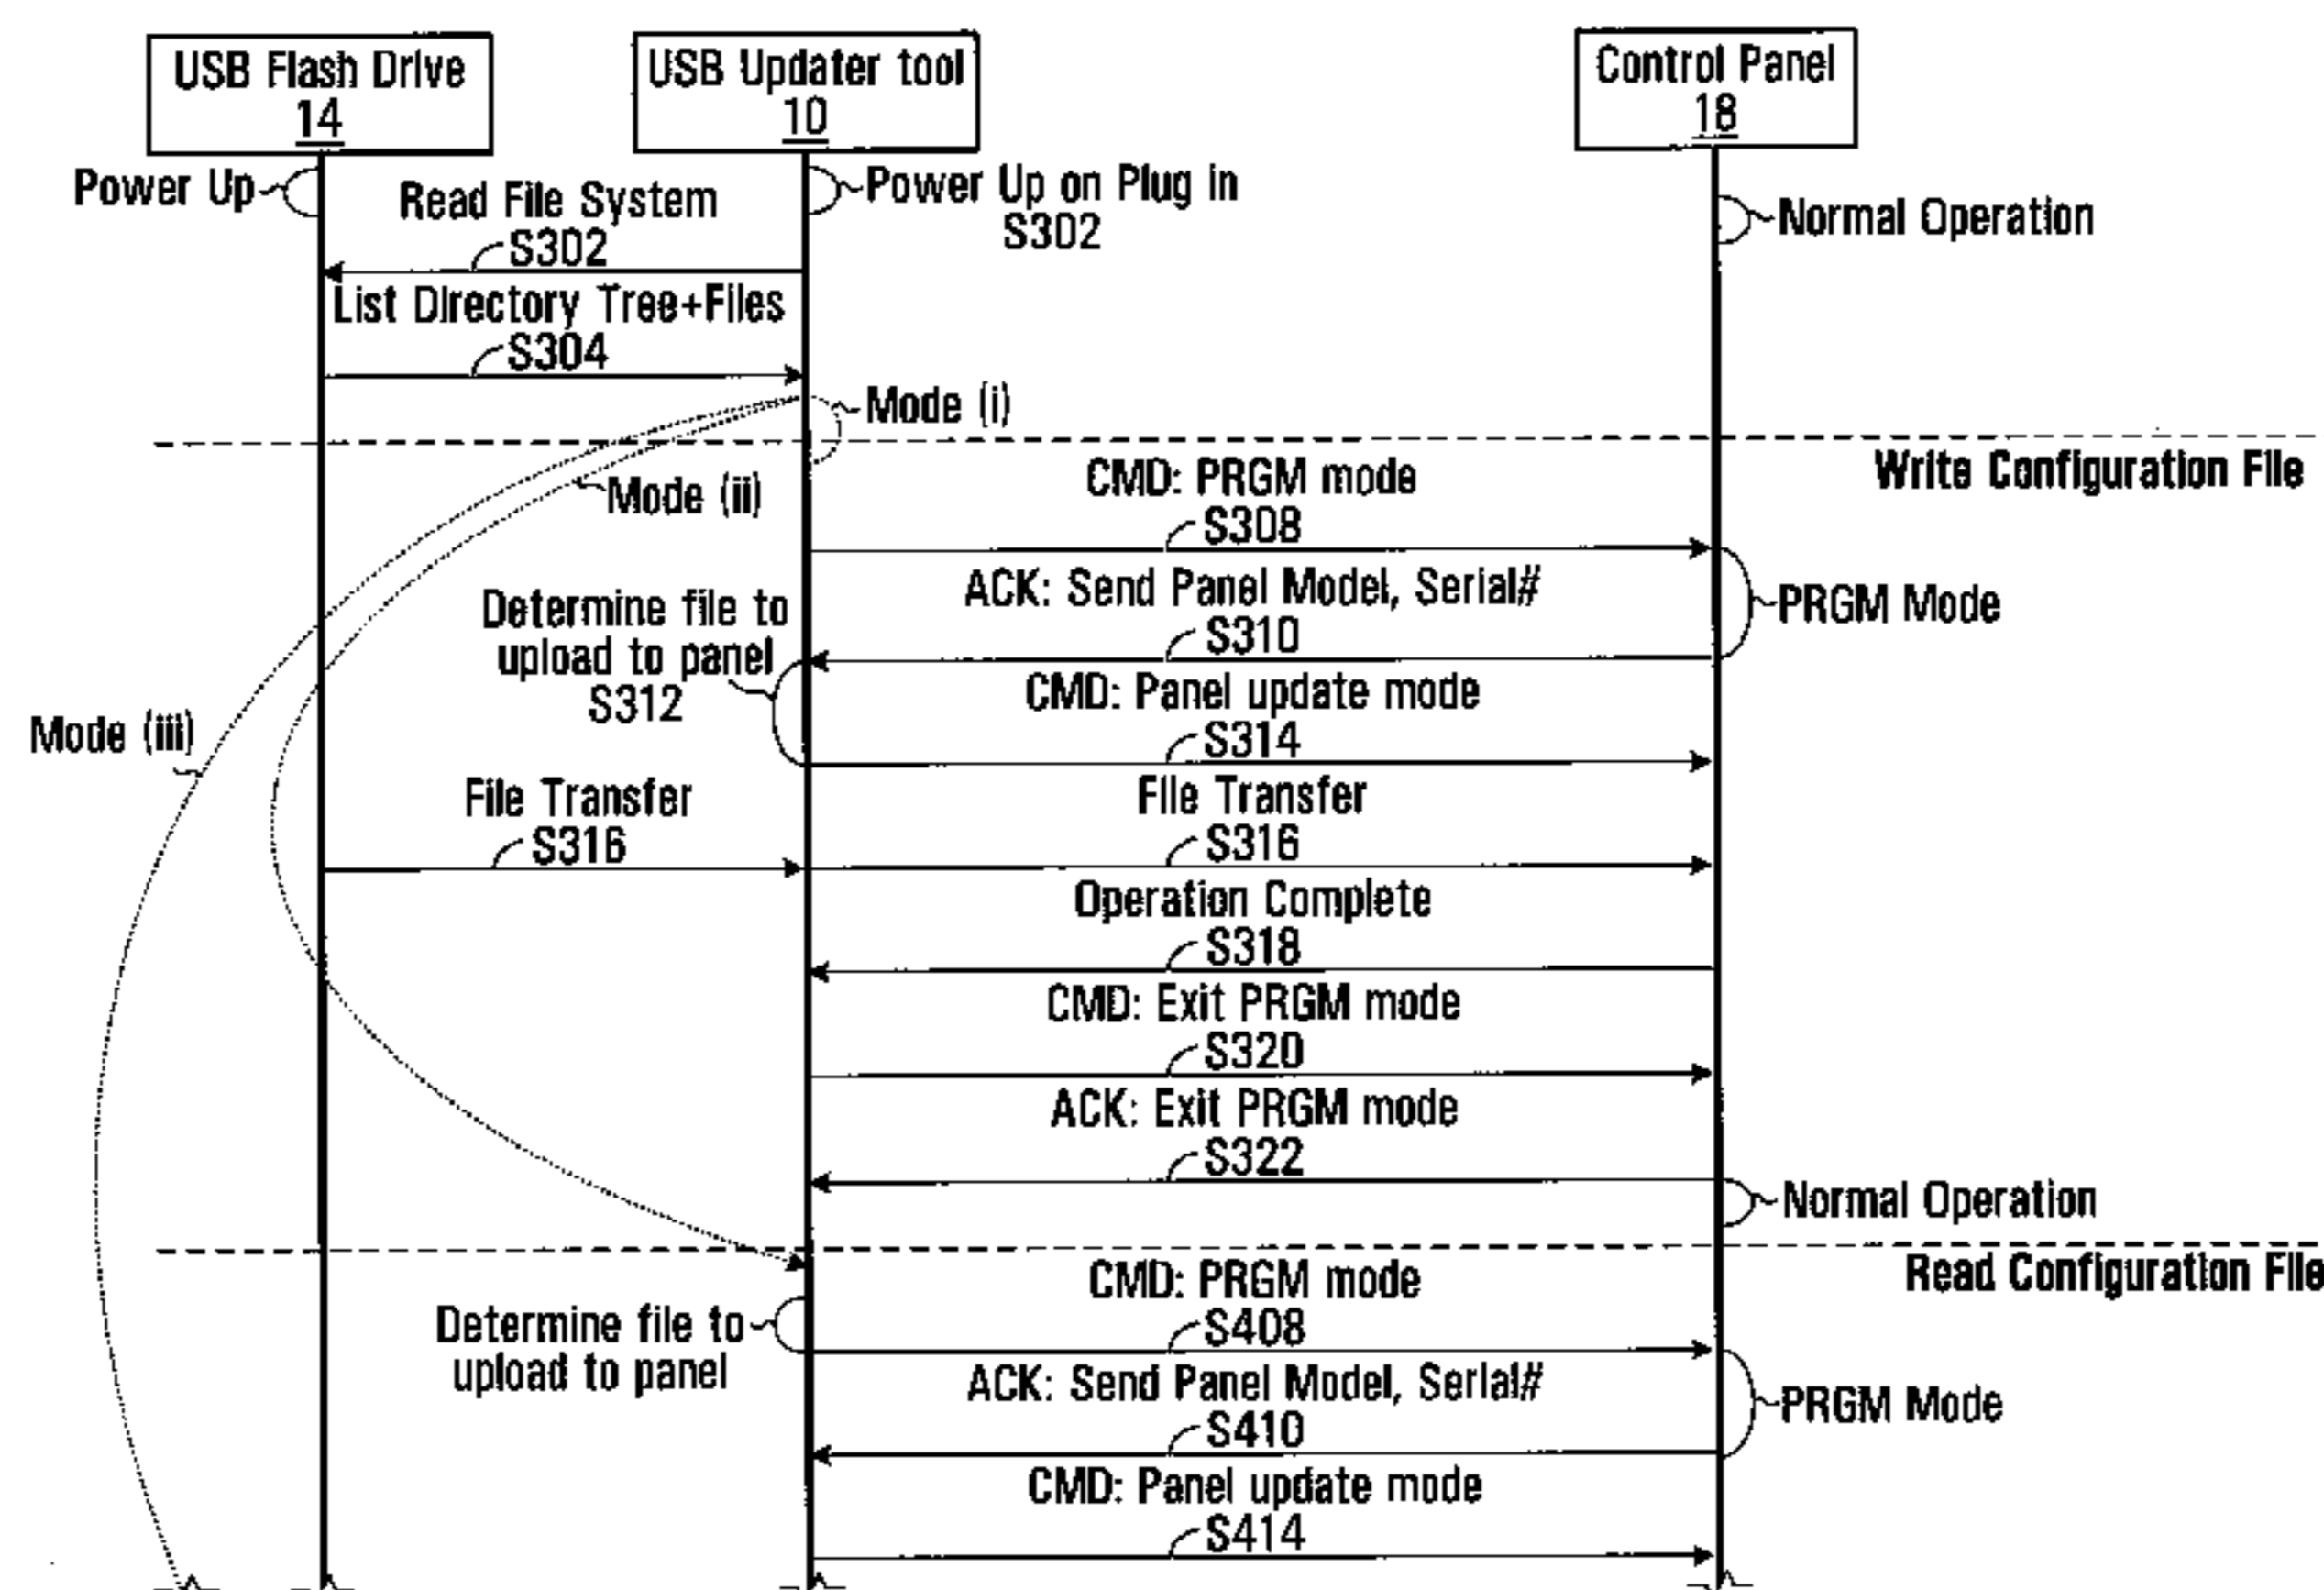 USB Flash Drive
14
USB Updater tool
10
Control Panel
18
Power Up
Read File System
S302
Power Up on Plug in
S302
Normal Operation
List Directory Tree+Files
S304
Mode (i)
Write Configuration File
Mode (ii)
CMD: PRGM mode
S308
ACK: Send Panel Model, Serial#
S310
PRGM Mode
Determine file to
upload to panel
S312
CMD: Panel update mode
S314
Mode (iii)
File Transfer
S316
File Transfer
S316
Operation Complete
S318
CMD: Exit PRGM mode
S320
ACK: Exit PRGM mode
S322
Normal Operation
Read Configuration File
CMD: PRGM mode
S408
Determine file to
upload to panel
ACK: Send Panel Model, Serial#
S410
PRGM Mode
CMD: Panel update mode
S414